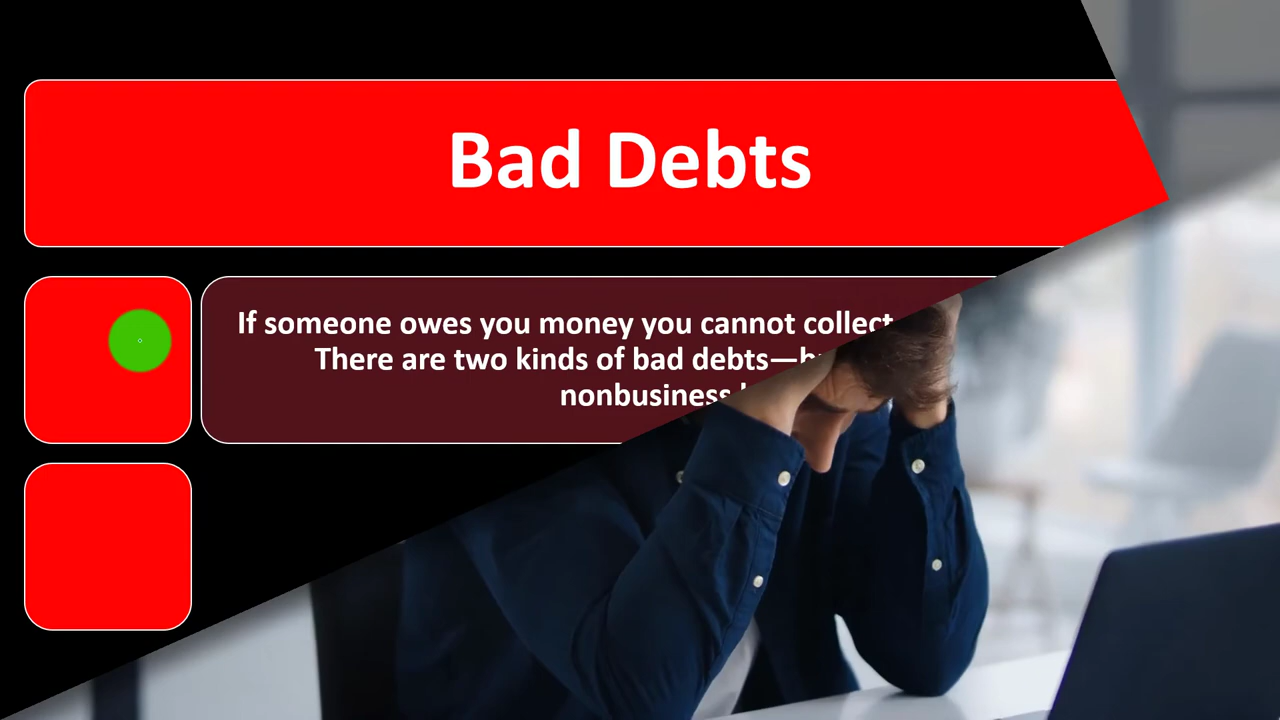 Bad Debts
If someone owes you money you cannot collect
There are two kinds of bad debts—
nonbusiness